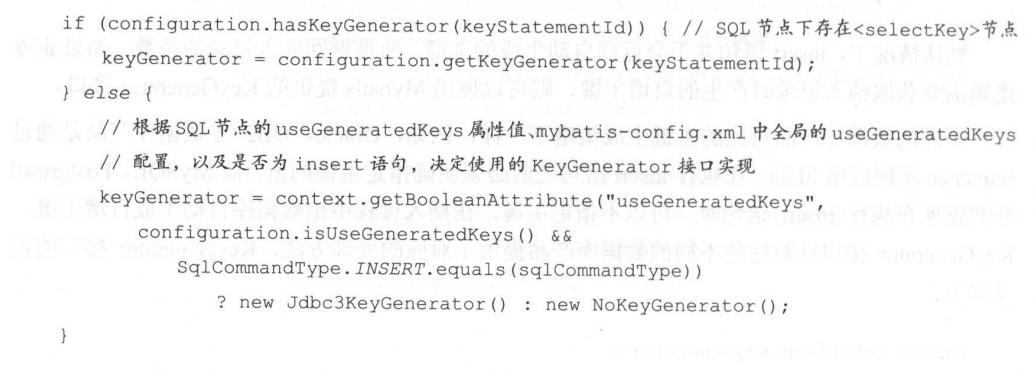 if (configuration.hasKeyGenerator(keyStatementId)) { // SQL节点下存在<selectKey>节点
keyGenerator = configuration.getKeyGenerator(keyStatementId);
} else {
// 根据SQL节点的useGeneratedKeys属性值、mybatis-config.xml中全局的useGeneratedKeys
// 配置，以及是否为insert语句，决定使用的KeyGenerator接口实现
keyGenerator = context.getBooleanAttribute("useGeneratedKeys",
configuration.isUseGeneratedKeys() &&
SqlCommandType.INSERT.equals(sqlCommandType))
? new Jdbc3KeyGenerator() : new NoKeyGenerator();
}